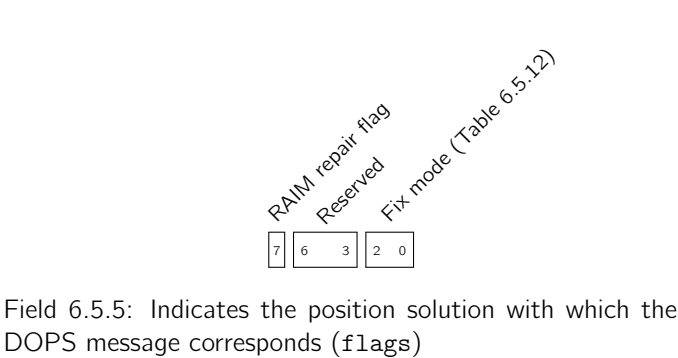 RAIM repair flag
Reserved
Fix mode (Table 6.5.12)
7 6 3 2 0
Field 6.5.5: Indicates the position solution with which the
DOPS message corresponds (flags)